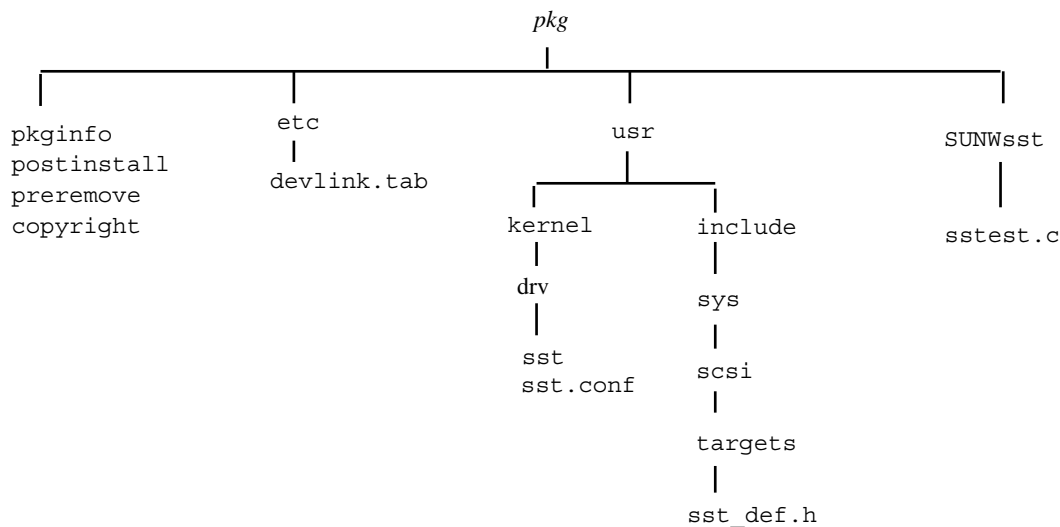 pkg
pkginfo
postinstall
preremove
copyright
etc
devlink.tab
usr
kernel
drv
sst
sst.conf
include
sys
scsi
targets
sst_def.h
SUNWsst
sstest.c